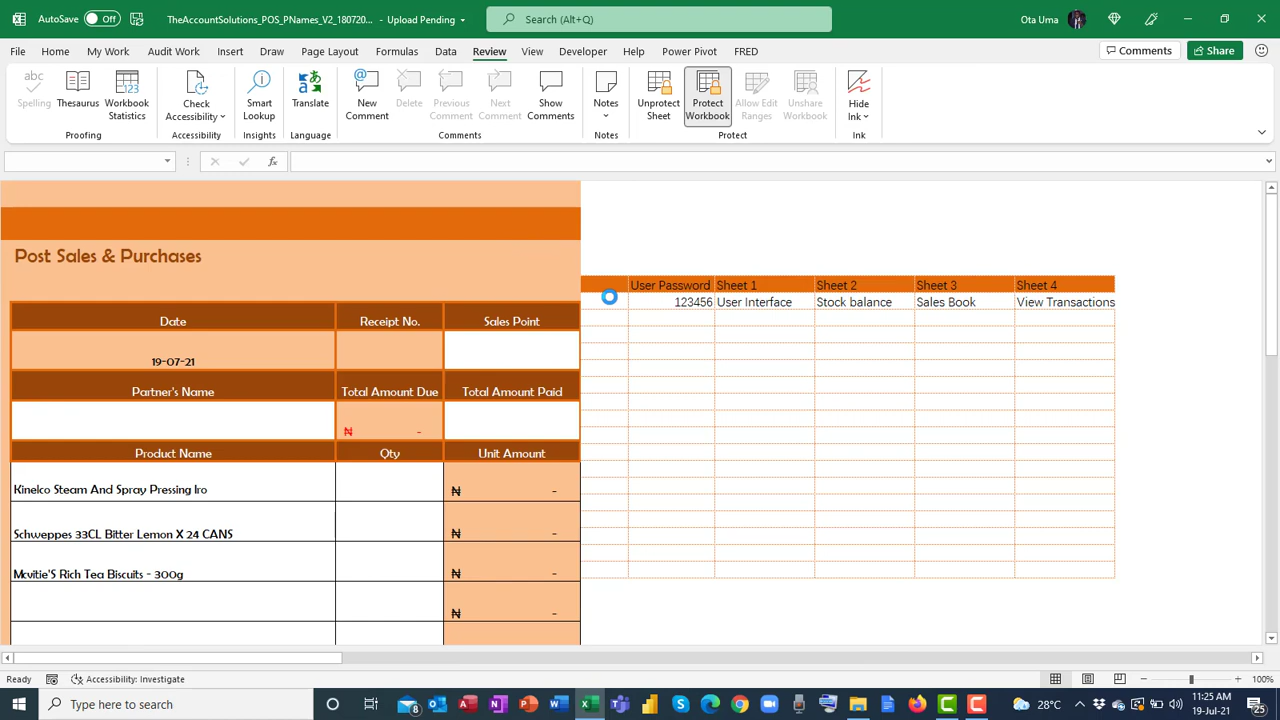 AutoSave Off TheAccountSolutions_POS_PNames_V2_180720... - Upload Pending Search (Alt+Q) Ota Uma
File Home My Work Audit Work Insert Draw Page Layout Formulas Data Review View Developer Help Power Pivot FRED Comments Share
Spelling Thesaurus Workbook Statistics Check Accessibility Smart Lookup Translate New Comment Delete Previous Comment Next Comment Show Comments Notes Unprotect Sheet Protect Workbook Allow Edit Ranges Unshare Workbook Hide Ink
Proofing Accessibility Insights Language Comments Notes Protect Ink
fx
Post Sales & Purchases
User Password Sheet 1 Sheet 2 Sheet 3 Sheet 4
123456 User Interface Stock balance Sales Book View Transactions
Date Receipt No. Sales Point
19-07-21
Partner's Name Total Amount Due Total Amount Paid
₦ -
Product Name Qty Unit Amount
Kinelco Steam And Spray Pressing Iro ₦ -
Schweppes 33CL Bitter Lemon X 24 CANS ₦ -
Mcvitie'S Rich Tea Biscuits - 300g ₦ -
₦ -
Ready Accessibility: Investigate 100%
Type here to search 28°C 11:25 AM
19-Jul-21